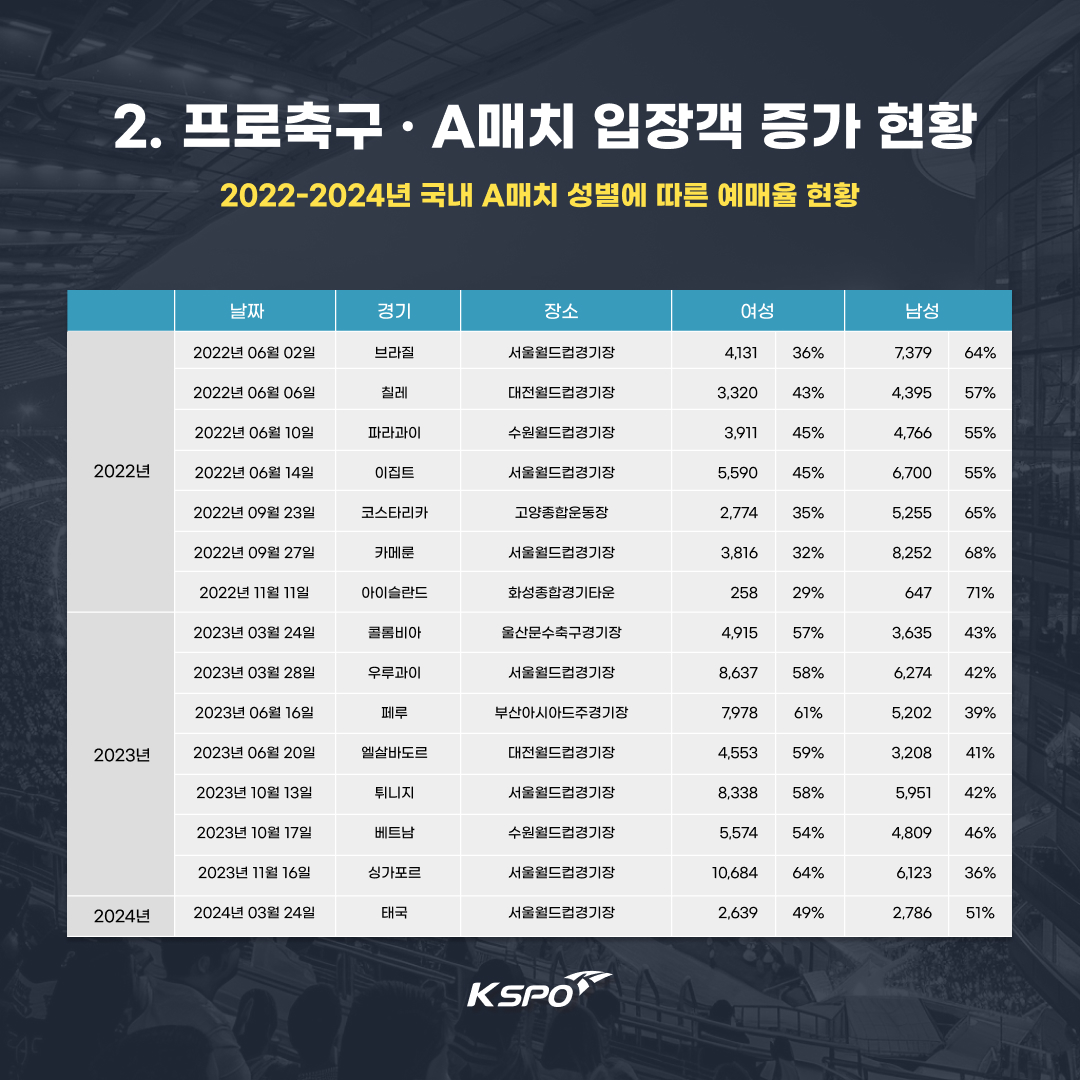 2. 프로축구 · A매치 입장객 증가 현황
2022-2024년 국내 A매치 성별에 따른 예매율 현황
날짜 경기 장소 여성 남성
2022년 06월 02일 브라질 서울월드컵경기장 4,131 36% 7,379 64%
2022년 06월 06일 칠레 대전월드컵경기장 3,320 43% 4,395 57%
2022년 06월 10일 파라과이 수원월드컵경기장 3,911 45% 4,766 55%
2022년 2022년 06월 14일 이집트 서울월드컵경기장 5,590 45% 6,700 55%
2022년 09월 23일 코스타리카 고양종합운동장 2,774 35% 5,255 65%
2022년 09월 27일 카메룬 서울월드컵경기장 3,816 32% 8,252 68%
2022년 11월 11일 아이슬란드 화성종합경기타운 258 29% 647 71%
2023년 03월 24일 콜롬비아 울산문수축구경기장 4,915 57% 3,635 43%
2023년 03월 28일 우루과이 서울월드컵경기장 8,637 58% 6,274 42%
2023년 06월 16일 페루 부산아시아드주경기장 7,978 61% 5,202 39%
2023년 2023년 06월 20일 엘살바도르 대전월드컵경기장 4,553 59% 3,208 41%
2023년 10월 13일 튀니지 서울월드컵경기장 8,338 58% 5,951 42%
2023년 10월 17일 베트남 수원월드컵경기장 5,574 54% 4,809 46%
2023년 11월 16일 싱가포르 서울월드컵경기장 10,684 64% 6,123 36%
2024년 2024년 03월 24일 태국 서울월드컵경기장 2,639 49% 2,786 51%
KSPO